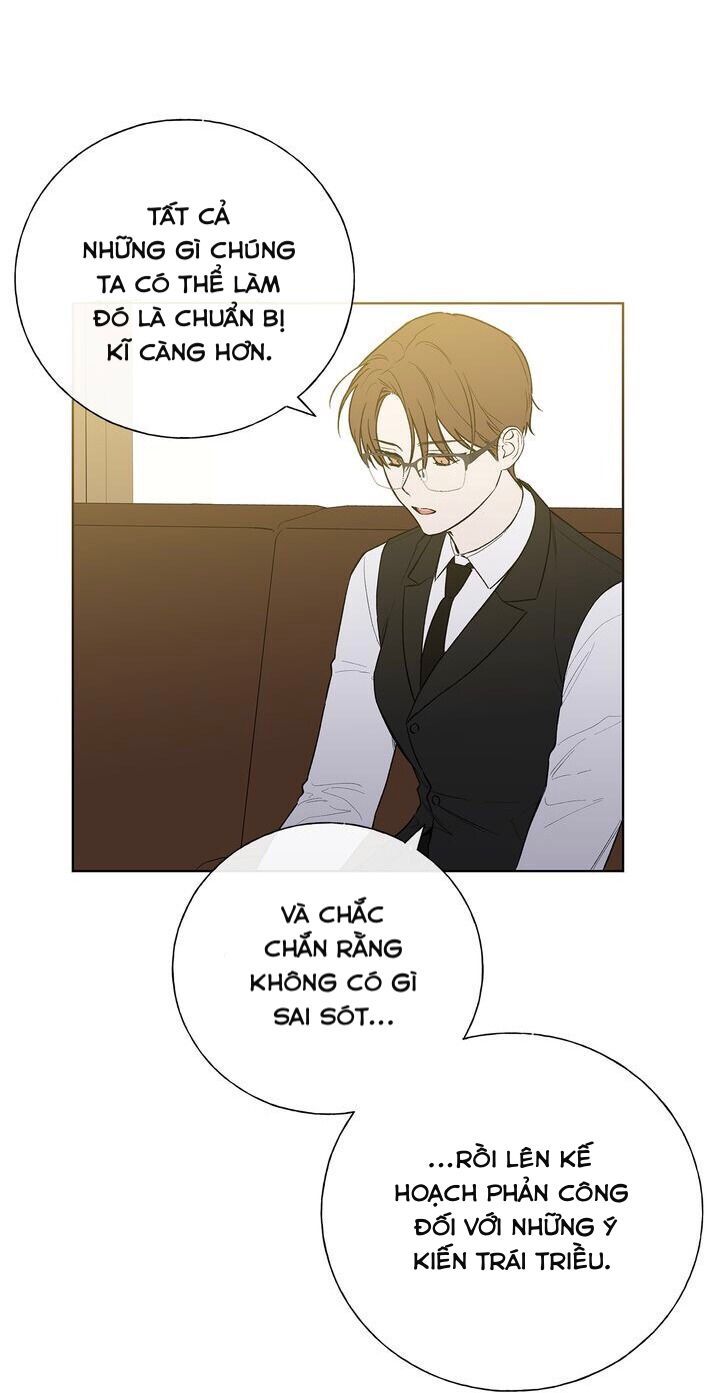 TẤT CẢ
NHỮNG GÌ CHÚNG
TA CÓ THỂ LÀM
ĐÓ LÀ CHUẨN BỊ
KĨ CÀNG HƠN.
VÀ CHẮC
CHẮN RẰNG
KHÔNG CÓ GÌ
SAI SÓT...
...RỒI LÊN KẾ
HOẠCH PHẢN CÔNG
ĐỐI VỚI NHỮNG Ý
KIẾN TRÁI TRIỀU.